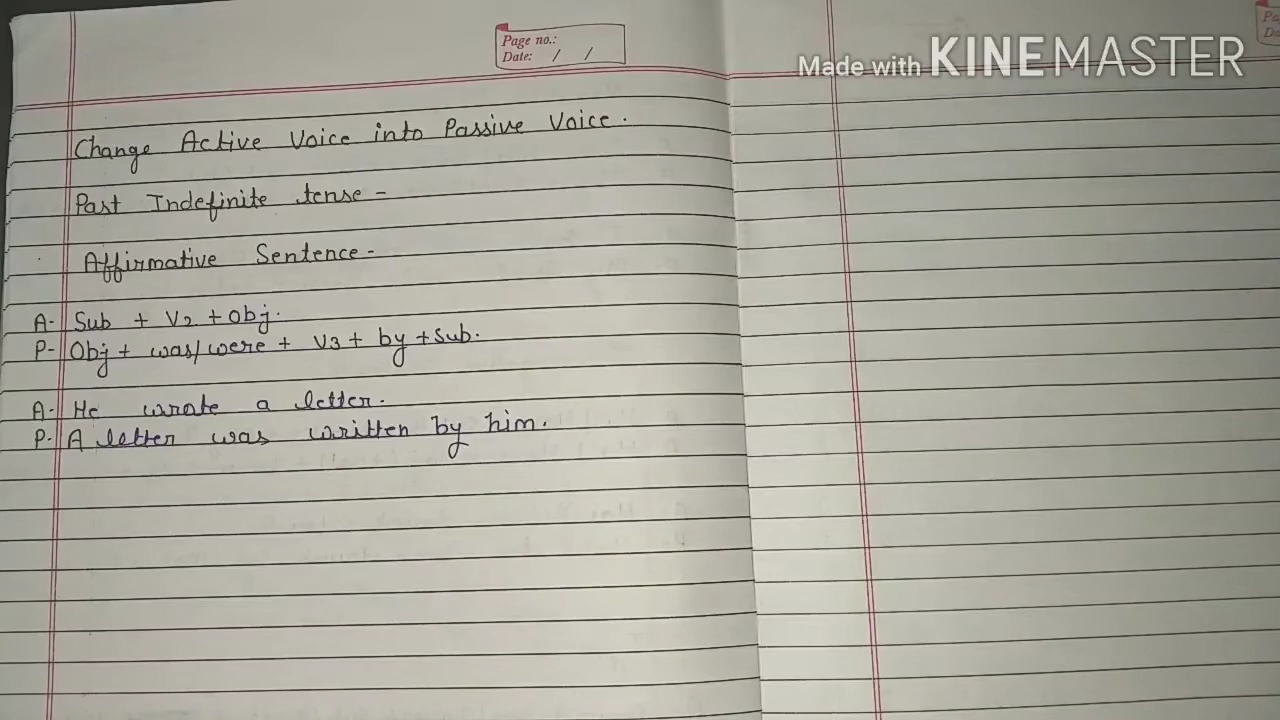 Page no.:
Date: / /
Made with KINEMASTER
Change Active Voice into Passive Voice.
Past Indefinite tense -
Affirmative Sentence -
A- Sub + V2 + Obj.
P- Obj + was/were + V3 + by + Sub.
A- He wrote a letter.
P- A letter was written by him.